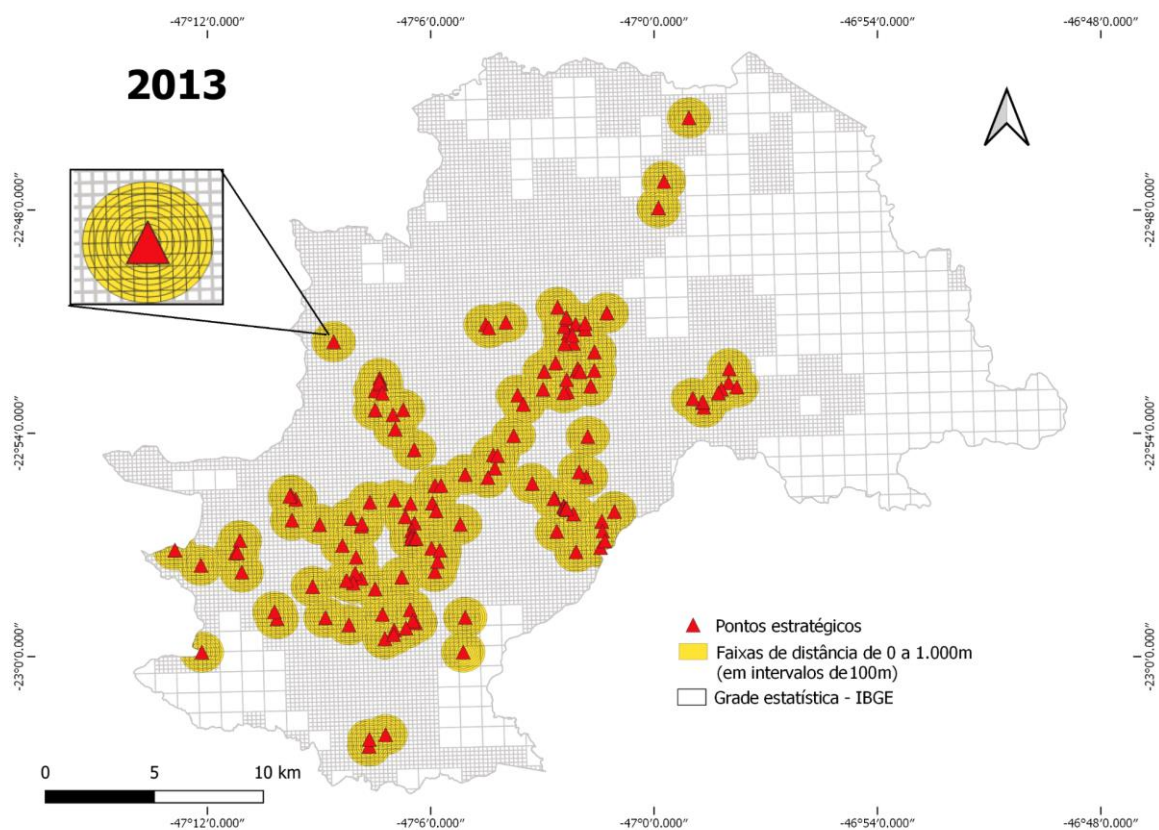 -47°12'0.000" -47°6'0.000" -47°0'0.000" -46°54'0.000" -46°48'0.000"
2013
-22°48'0.000" -22°48'0.000"
-22°54'0.000" -22°54'0.000"
Pontos estratégicos
Faixas de distância de 0 a 1.000m
(em intervalos de 100m)
Grade estatística - IBGE
-23°0'0.000" -23°0'0.000"
0 5 10 km
-47°12'0.000" -47°6'0.000" -47°0'0.000" -46°54'0.000" -46°48'0.000"